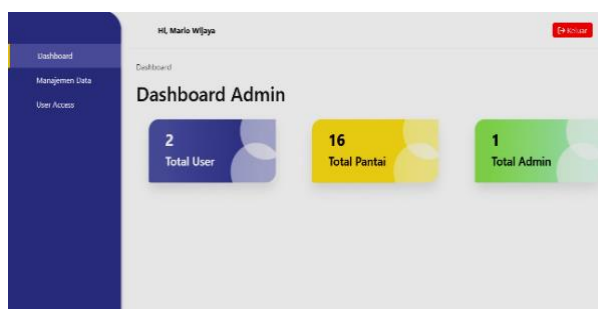 Hi, Mario Wijaya
Keluar
Dashboard
Manajemen Data
User Access
Dashboard
Dashboard Admin
2
Total User
16
Total Pantai
1
Total Admin